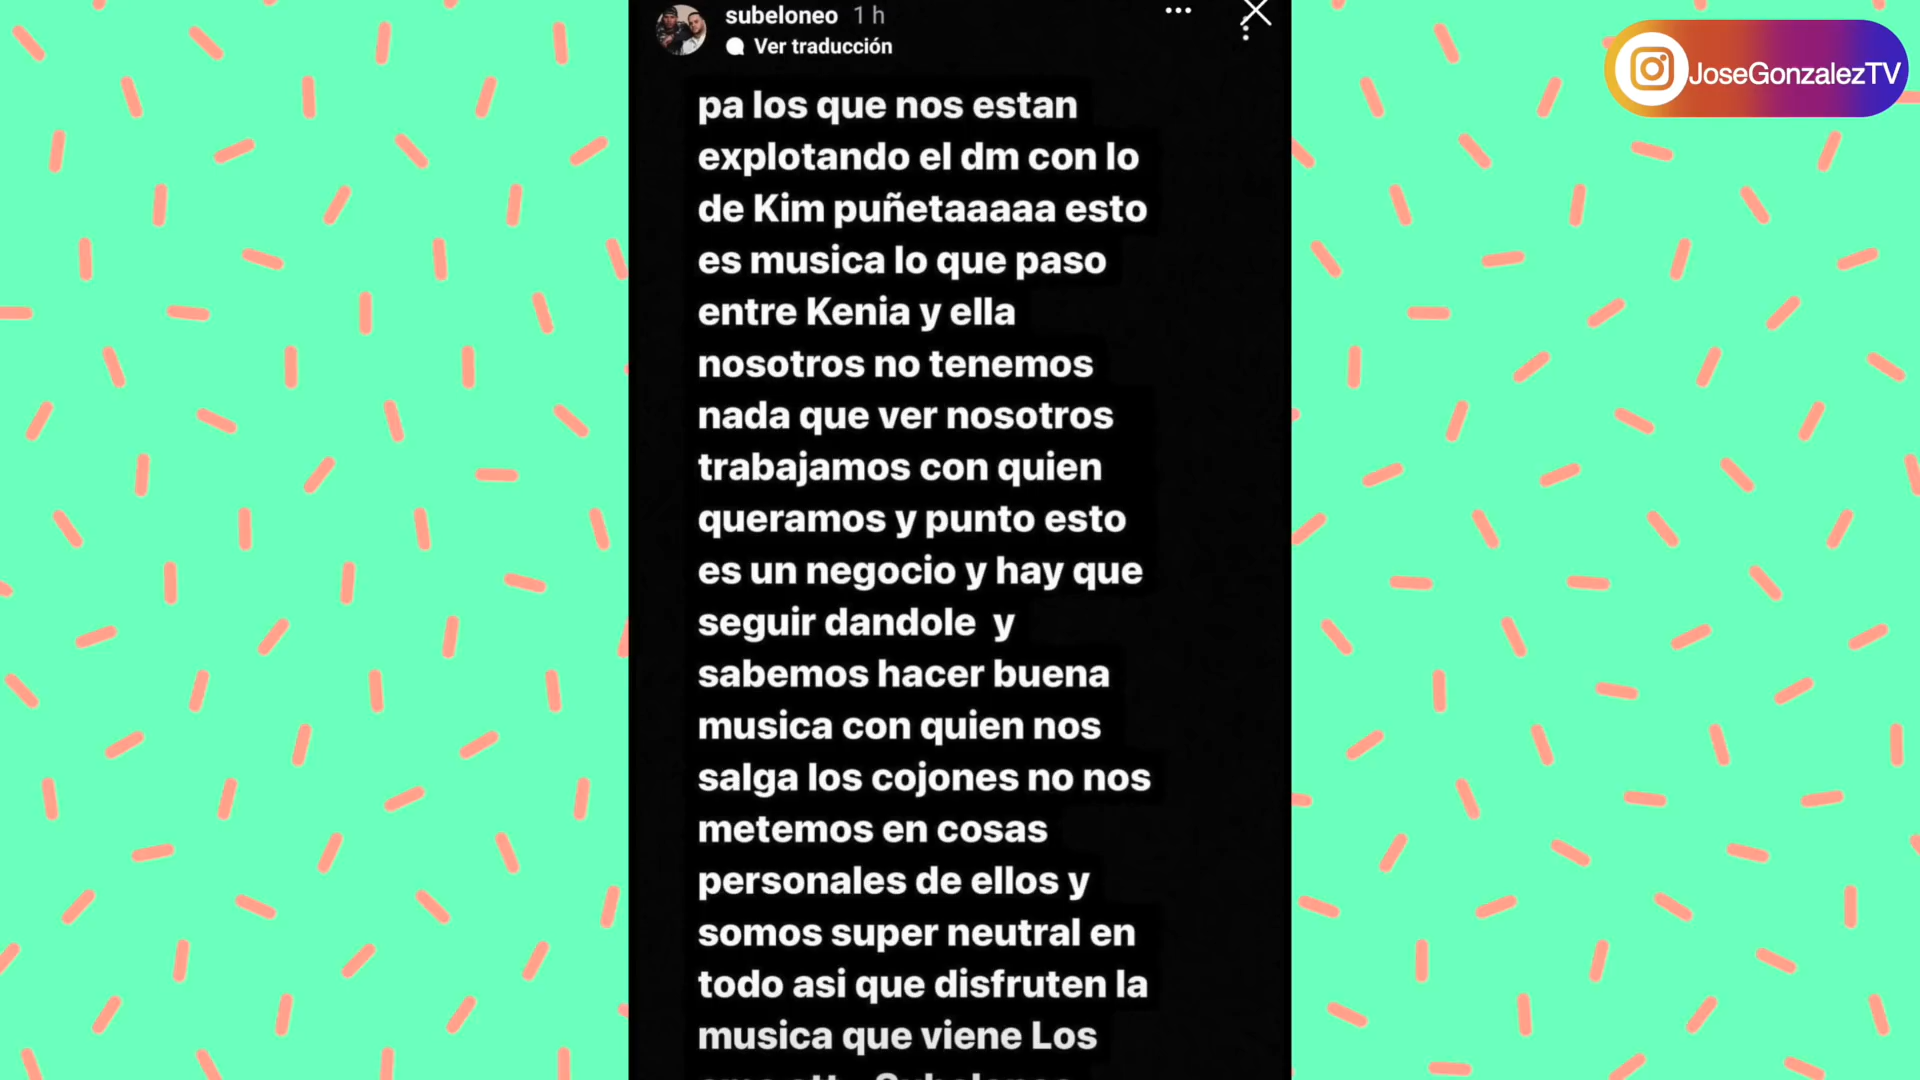 subeloneo 1 h
Ver traducción
JoseGonzalezTV
pa los que nos estan
explotando el dm con lo
de Kim puñetaaaaa esto
es musica lo que paso
entre Kenia y ella
nosotros no tenemos
nada que ver nosotros
trabajamos con quien
queramos y punto esto
es un negocio y hay que
seguir dandole y
sabemos hacer buena
musica con quien nos
salga los cojones no nos
metemos en cosas
personales de ellos y
somos super neutral en
todo asi que disfruten la
musica que viene Los